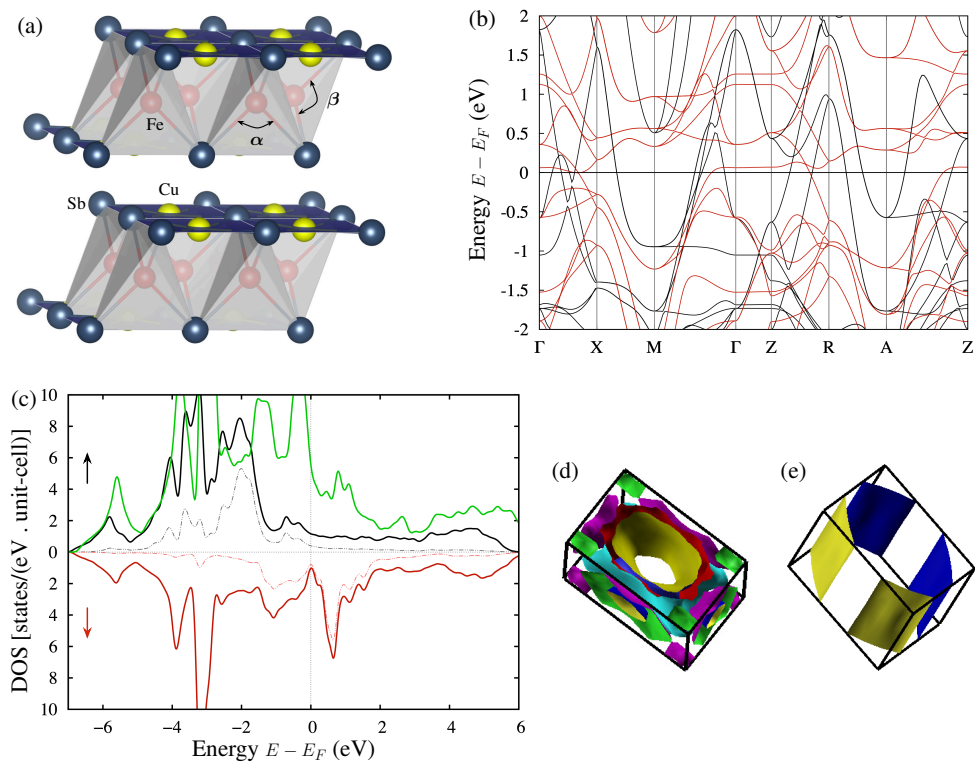 (a)
Fe
α
β
Sb
Cu
(b)
Energy E − E_F (eV)
2
1.5
1
0.5
0
-0.5
-1
-1.5
-2
Γ X M Γ Z R A Z
(c)
DOS [states/(eV . unit-cell)]
10
8
6
4
2
0
2
4
6
8
10
−6 −4 −2 0 2 4 6
Energy E − E_F (eV)
(d)
(e)